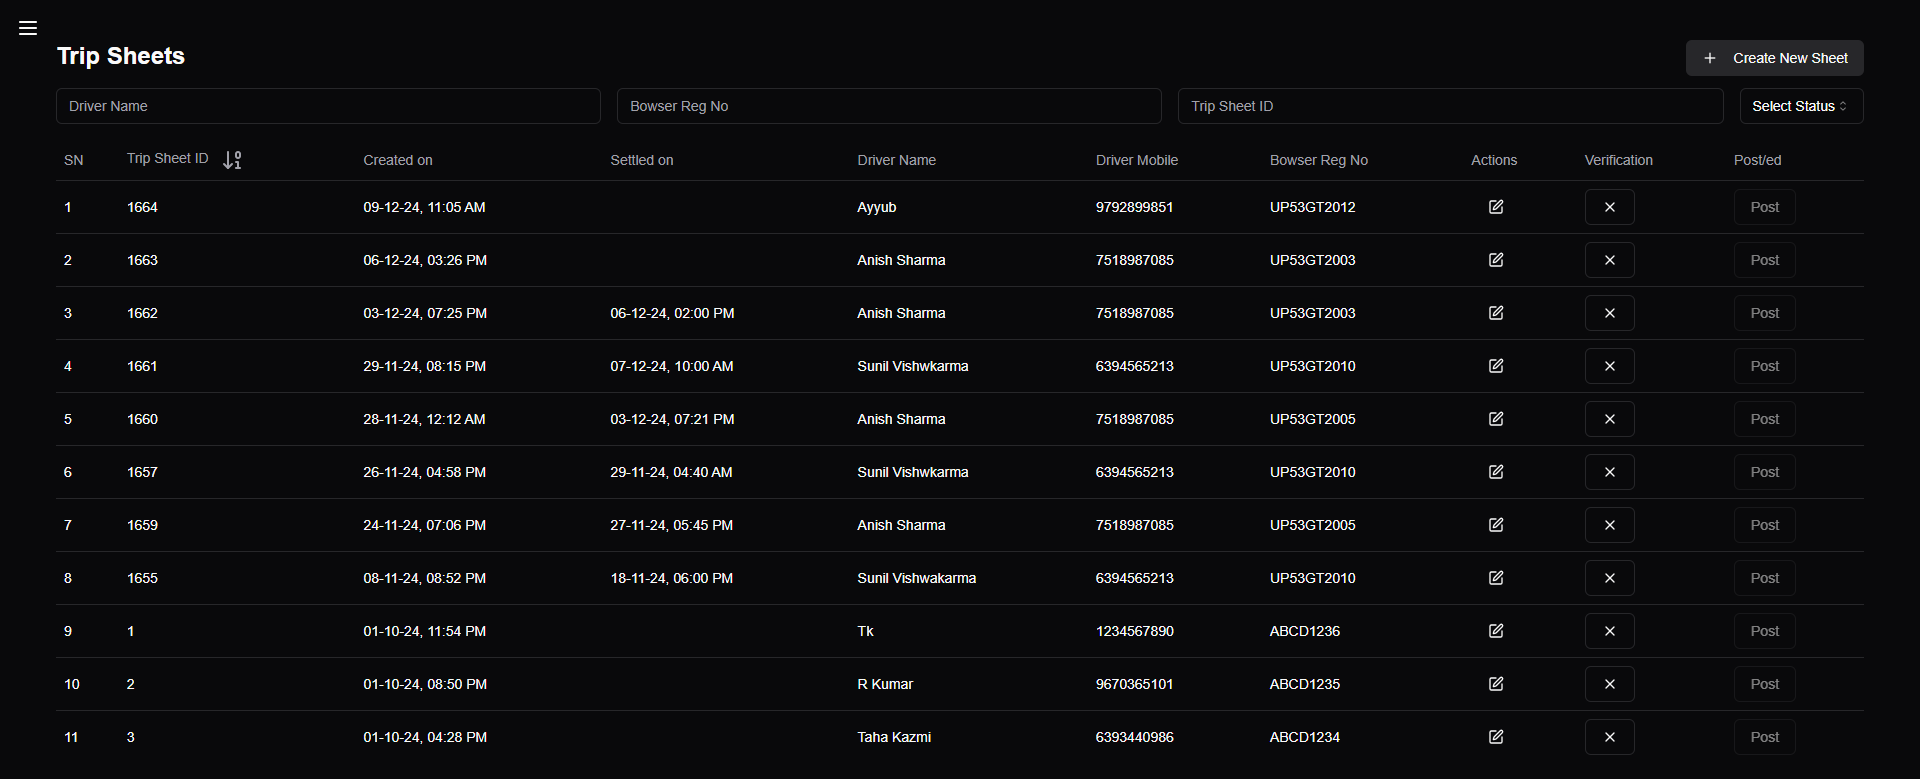 Trip Sheets
Create New Sheet
Driver Name Bowser Reg No Trip Sheet ID Select Status
SN Trip Sheet ID Created on Settled on Driver Name Driver Mobile Bowser Reg No Actions Verification Post/ed
1 1664 09-12-24, 11:05 AM Ayyub 9792899851 UP53GT2012 Post
2 1663 06-12-24, 03:26 PM Anish Sharma 7518987085 UP53GT2003 Post
3 1662 03-12-24, 07:25 PM 06-12-24, 02:00 PM Anish Sharma 7518987085 UP53GT2003 Post
4 1661 29-11-24, 08:15 PM 07-12-24, 10:00 AM Sunil Vishwkarma 6394565213 UP53GT2010 Post
5 1660 28-11-24, 12:12 AM 03-12-24, 07:21 PM Anish Sharma 7518987085 UP53GT2005 Post
6 1657 26-11-24, 04:58 PM 29-11-24, 04:40 AM Sunil Vishwkarma 6394565213 UP53GT2010 Post
7 1659 24-11-24, 07:06 PM 27-11-24, 05:45 PM Anish Sharma 7518987085 UP53GT2005 Post
8 1655 08-11-24, 08:52 PM 18-11-24, 06:00 PM Sunil Vishwakarma 6394565213 UP53GT2010 Post
9 1 01-10-24, 11:54 PM Tk 1234567890 ABCD1236 Post
10 2 01-10-24, 08:50 PM R Kumar 9670365101 ABCD1235 Post
11 3 01-10-24, 04:28 PM Taha Kazmi 6393440986 ABCD1234 Post